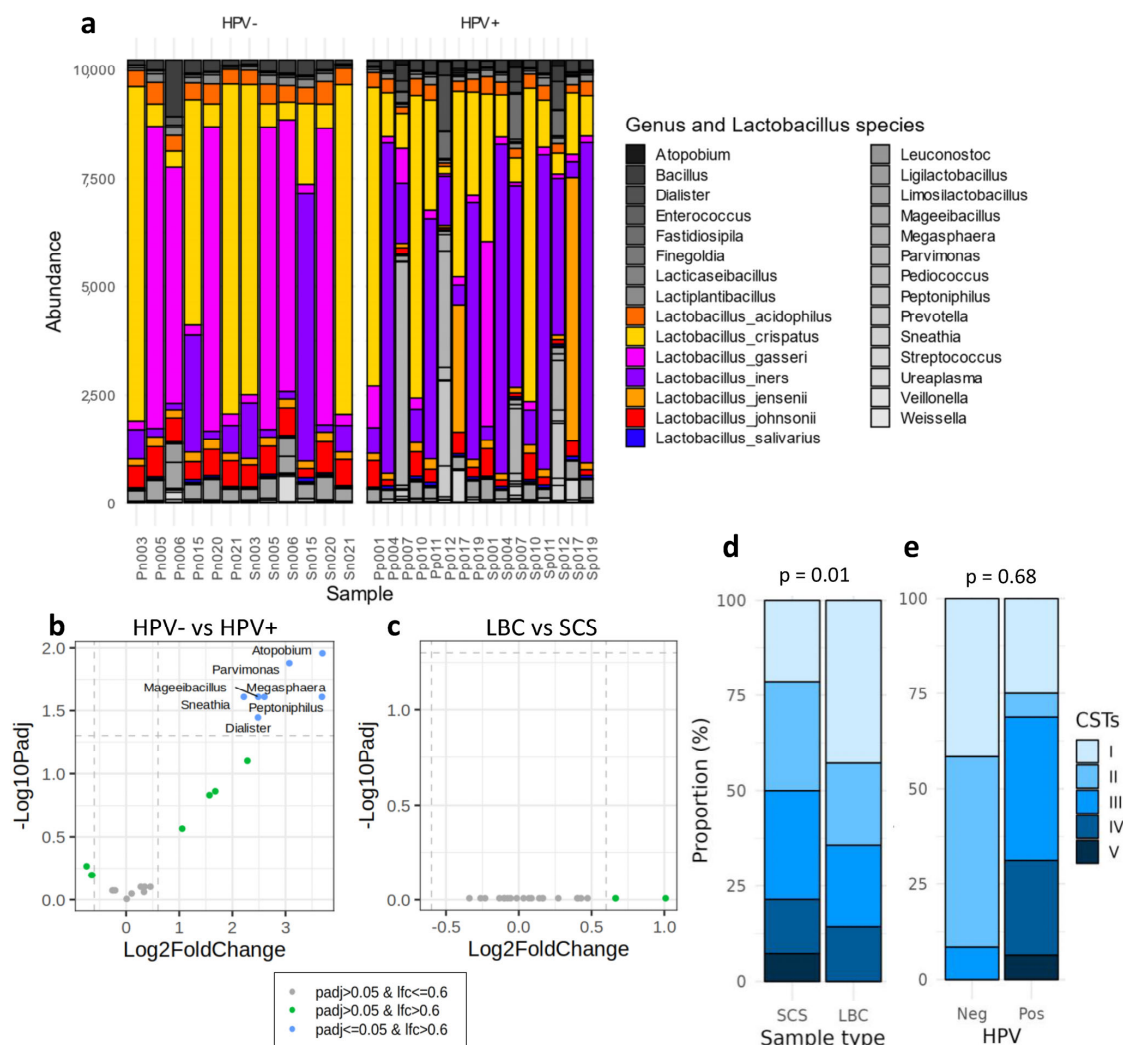 a
HPV-
HPV+
10,000
7500
5000
2500
0
Abundance
Pn003
Pn005
Pn006
Pn015
Pn020
Pn021
Sn003
Sn005
Sn006
Sn015
Sn020
Sn021
Pp001
Pp004
Pp007
Pp010
Pp011
Pp012
Pp017
Pp019
Sp001
Sp004
Sp007
Sp010
Sp011
Sp012
Sp017
Sp019
Sample
Genus and Lactobacillus species
Atopobium
Bacillus
Dialister
Enterococcus
Fastidiosipila
Finegoldia
Lacticaseibacillus
Lactiplantibacillus
Lactobacillus_acidophilus
Lactobacillus_crispatus
Lactobacillus_gasseri
Lactobacillus_iners
Lactobacillus_jensenii
Lactobacillus_johnsonii
Lactobacillus_salivarius
Leuconostoc
Ligilactobacillus
Limosilactobacillus
Mageeibacillus
Megasphaera
Parvimonas
Pediococcus
Peptoniphilus
Prevotella
Sneathia
Streptococcus
Ureaplasma
Veillonella
Weissella
b
HPV- vs HPV+
2.0
1.5
1.0
0.5
0.0
-Log10Padj
Atopobium
Parvimonas
Mageeibacillus
Megasphaera
Sneathia
Peptoniphilus
Dialister
0
1
2
3
Log2FoldChange
c
LBC vs SCS
1.0
0.5
0.0
-Log10Padj
-0.5
0.0
0.5
1.0
Log2FoldChange
padj>0.05 & lfc<=0.6
padj>0.05 & lfc>0.6
padj<=0.05 & lfc>0.6
d
p = 0.01
100
75
50
25
0
Proportion (%)
SCS
LBC
Sample type
e
p = 0.68
100
75
50
25
0
Neg
Pos
HPV
CSTs
I
II
III
IV
V